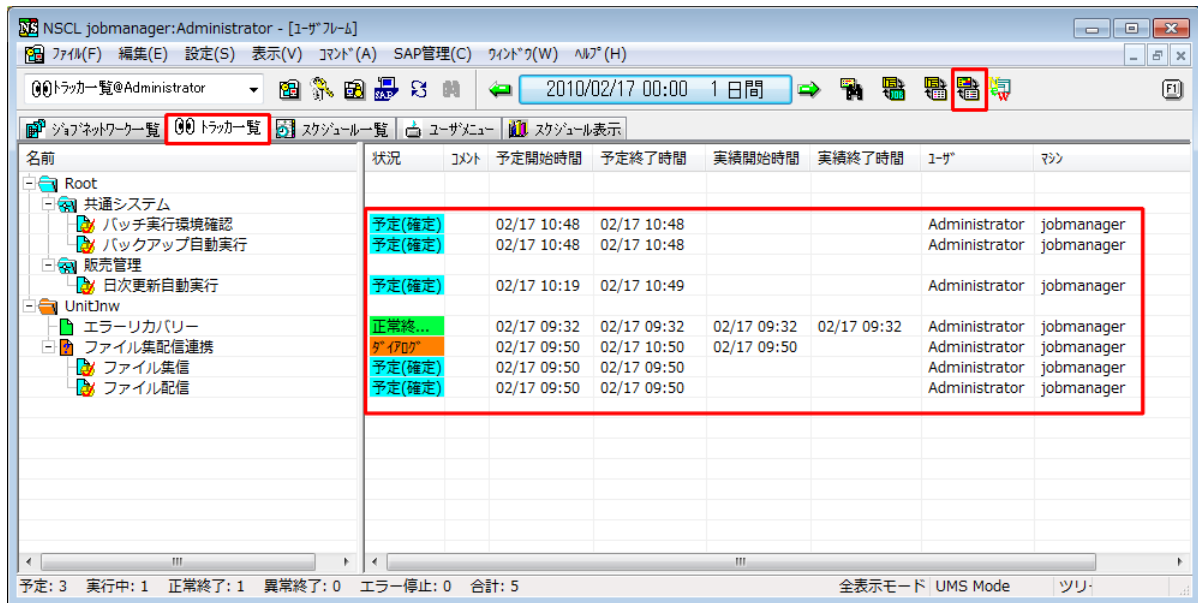 NS NSCL jobmanager:Administrator - [ﾕｰｻﾞﾌﾚｰﾑ]
ﾌｧｲﾙ(F) 編集(E) 設定(S) 表示(V) ｺﾏﾝﾄﾞ(A) SAP管理(C) ｳｨﾝﾄﾞｳ(W) ﾍﾙﾌﾟ(H)
ﾄﾗｯｶ一覧@Administrator SAP 2010/02/17 00:00 1 日間 F1
ｼﾞｮﾌﾞﾈｯﾄﾜｰｸ一覧 ﾄﾗｯｶ一覧 ｽｹｼﾞｭｰﾙ一覧 ﾕｰｻﾞﾒﾆｭｰ ｽｹｼﾞｭｰﾙ表示
名前 状況 ｺﾒﾝﾄ 予定開始時間 予定終了時間 実績開始時間 実績終了時間 ﾕｰｻﾞ ﾏｼﾝ
Root
共通システム
バッチ実行環境確認 予定(確定) 02/17 10:48 02/17 10:48 Administrator jobmanager
バックアップ自動実行 予定(確定) 02/17 10:48 02/17 10:48 Administrator jobmanager
販売管理
日次更新自動実行 予定(確定) 02/17 10:19 02/17 10:49 Administrator jobmanager
UnitJnw
エラーリカバリー 正常終... 02/17 09:32 02/17 09:32 02/17 09:32 02/17 09:32 Administrator jobmanager
ファイル集配信連携 ﾀﾞｲｱﾛｸﾞ 02/17 09:50 02/17 10:50 02/17 09:50 Administrator jobmanager
ファイル集信 予定(確定) 02/17 09:50 02/17 09:50 Administrator jobmanager
ファイル配信 予定(確定) 02/17 09:50 02/17 09:50 Administrator jobmanager
予定: 3 実行中: 1 正常終了: 1 異常終了: 0 エラー停止: 0 合計: 5 全表示モード UMS Mode ツリ